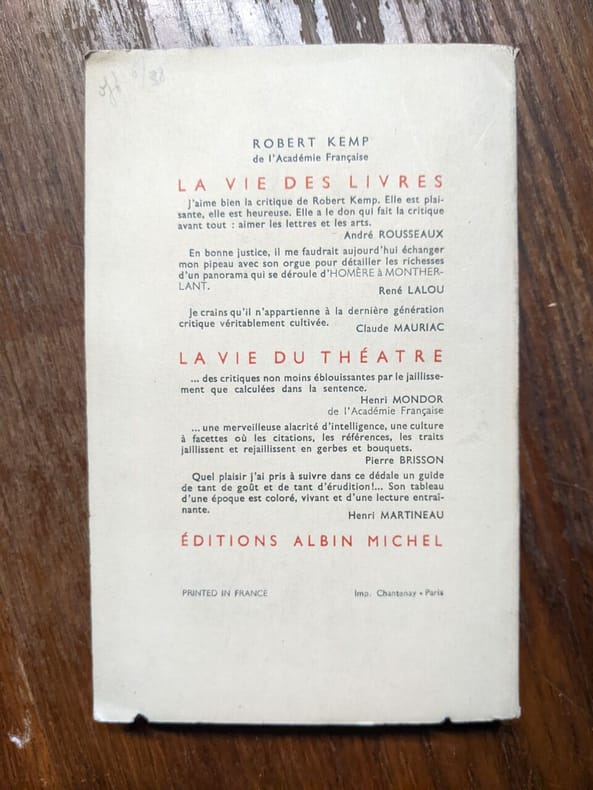 ROBERT KEMP
de l'Académie Française
LA VIE DES LIVRES
J'aime bien la critique de Robert Kemp. Elle est plai-
sante, elle est heureuse. Elle a le don qui fait la critique
avant tout : aimer les lettres et les arts.
André ROUSSEAUX
En bonne justice, il me faudrait aujourd'hui échanger
mon pipeau avec son orgue pour détailler les richesses
d'un panorama qui se déroule d'HOMÈRE à MONTHER-
LANT.
René LALOU
Je crains qu'il n'appartienne à la dernière génération
critique véritablement cultivée.
Claude MAURIAC
LA VIE DU THÉATRE
... des critiques non moins éblouissantes par le jaillisse-
ment que calculées dans la sentence.
Henri MONDOR
de l'Académie Française
... une merveilleuse alacrité d'intelligence, une culture
à facettes où les citations, les références, les traits
jaillissent et rejaillissent en gerbes et bouquets.
Pierre BRISSON
Quel plaisir j'ai pris à suivre dans ce dédale un guide
de tant de goût et de tant d'érudition!... Son tableau
d'une époque est coloré, vivant et d'une lecture entraî-
nante.
Henri MARTINEAU
ÉDITIONS ALBIN MICHEL
PRINTED IN FRANCE
Imp. Chantenay • Paris